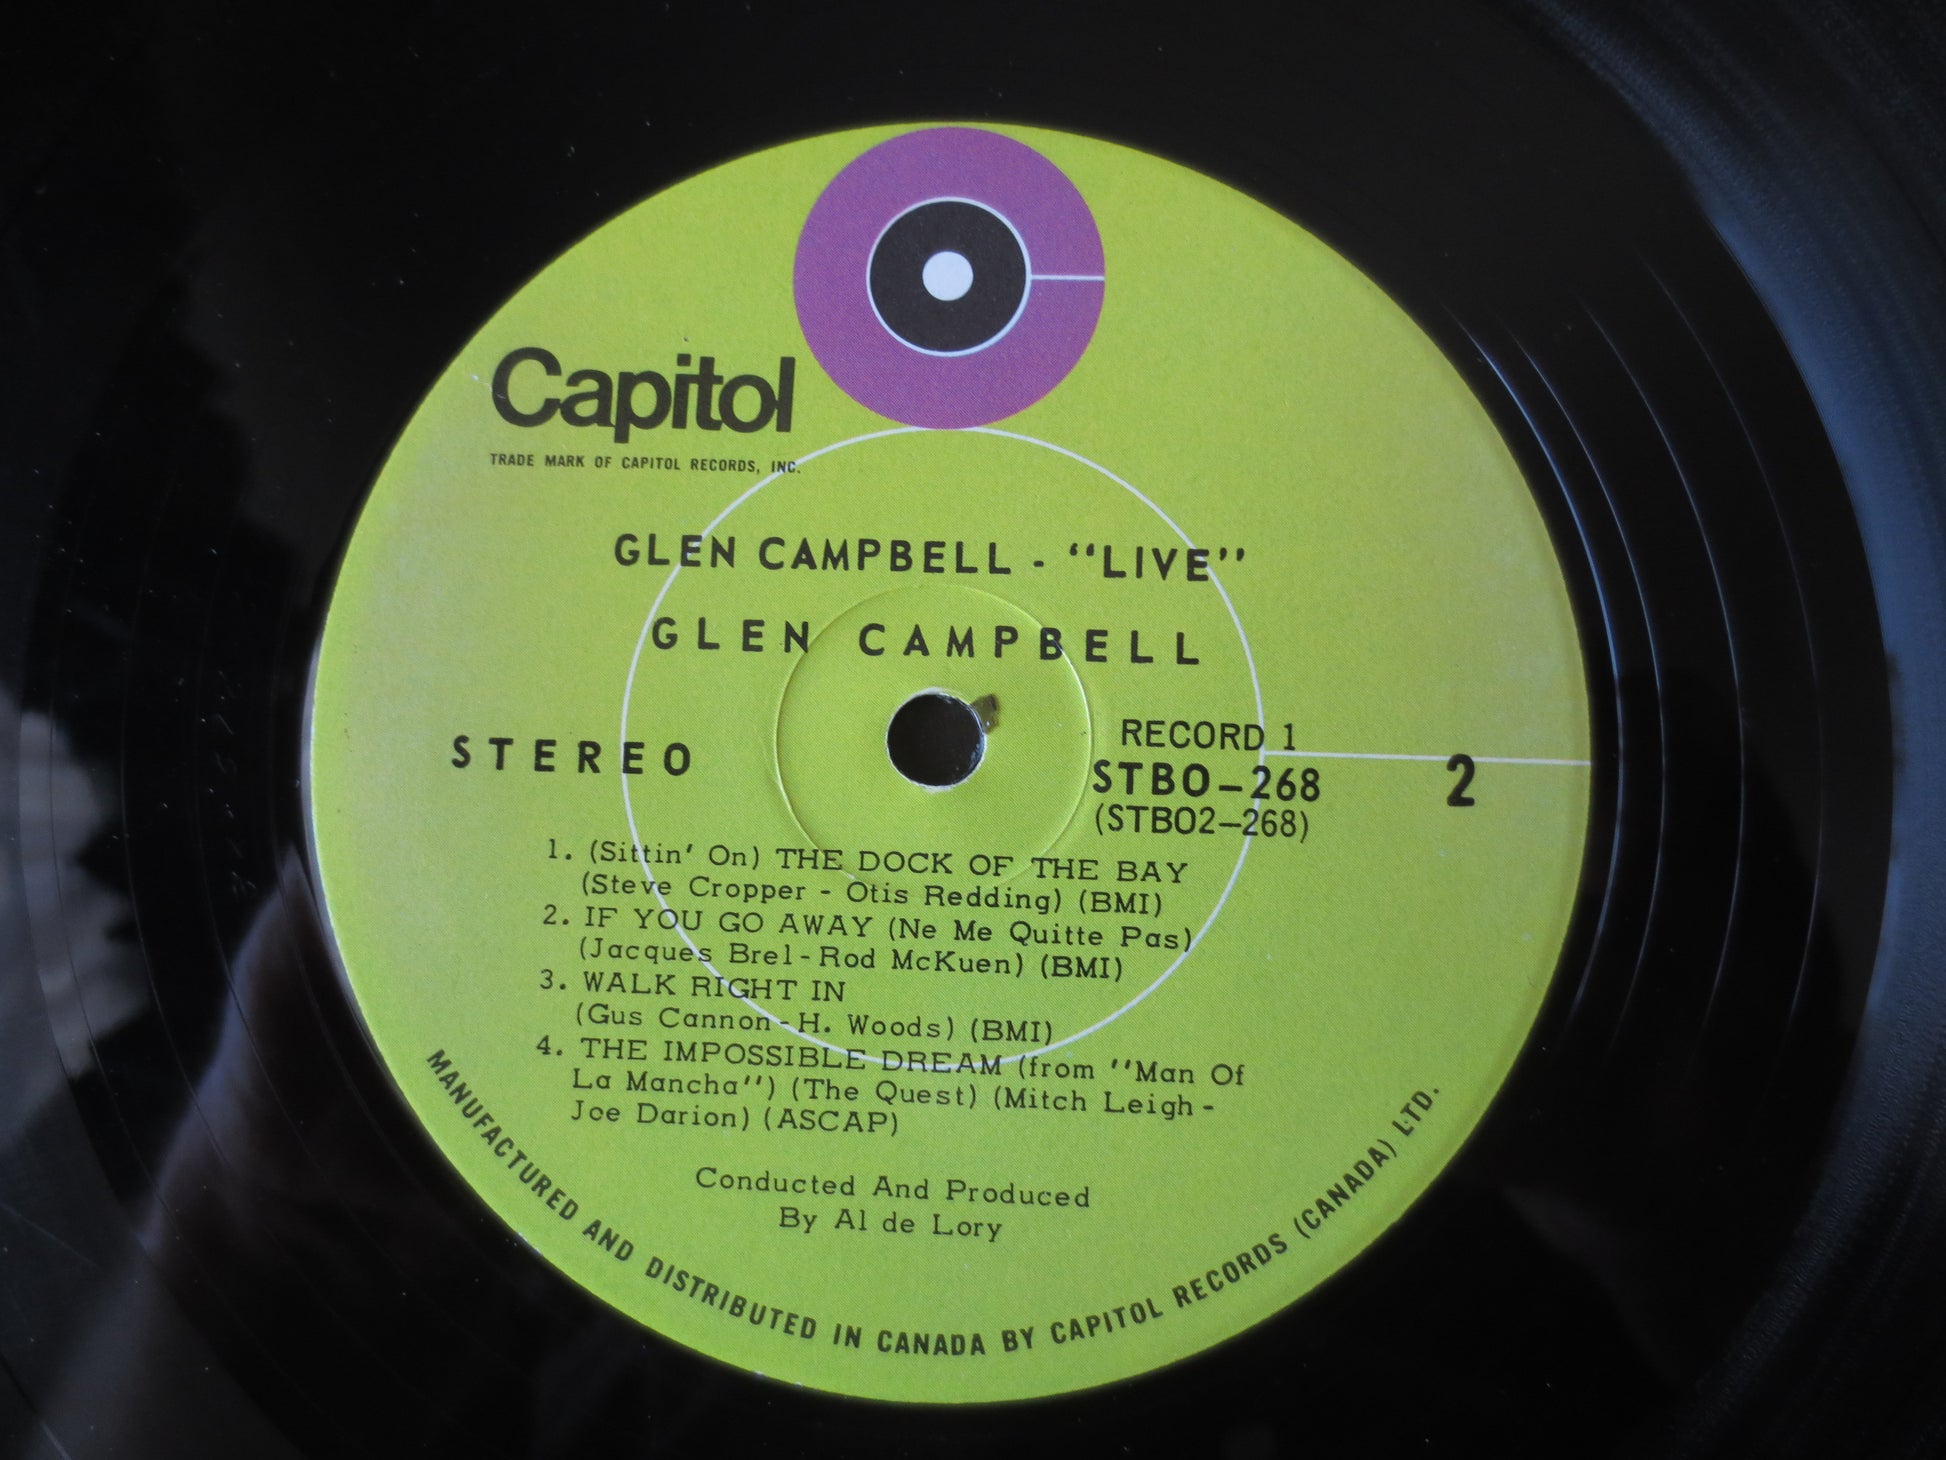 Capitol
TRADE MARK OF CAPITOL RECORDS, INC.
GLEN CAMPBELL - "LIVE"
GLEN CAMPBELL
STEREO
RECORD 1
STBO-268
(STBO2-268)
2
1. (Sittin' On) THE DOCK OF THE BAY
(Steve Cropper - Otis Redding) (BMI)
2. IF YOU GO AWAY (Ne Me Quitte Pas)
(Jacques Brel - Rod McKuen) (BMI)
3. WALK RIGHT IN
(Gus Cannon - H. Woods) (BMI)
4. THE IMPOSSIBLE DREAM (from "Man Of
La Mancha") (The Quest) (Mitch Leigh -
Joe Darion) (ASCAP)
Conducted And Produced
By Al de Lory
MANUFACTURED AND DISTRIBUTED IN CANADA BY CAPITOL RECORDS (CANADA) LTD.